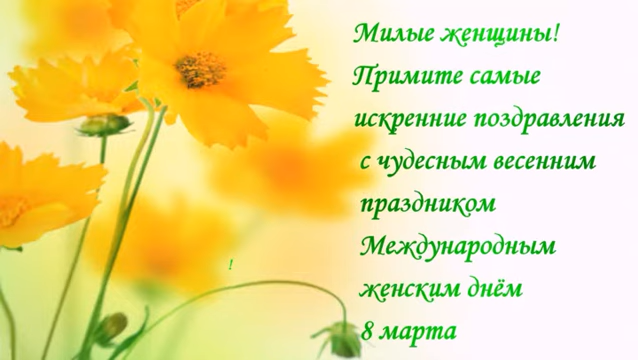 Милые женщины!
Примите самые
искренние поздравления
с чудесным весенним
праздником
Международным
женским днём
8 марта
!